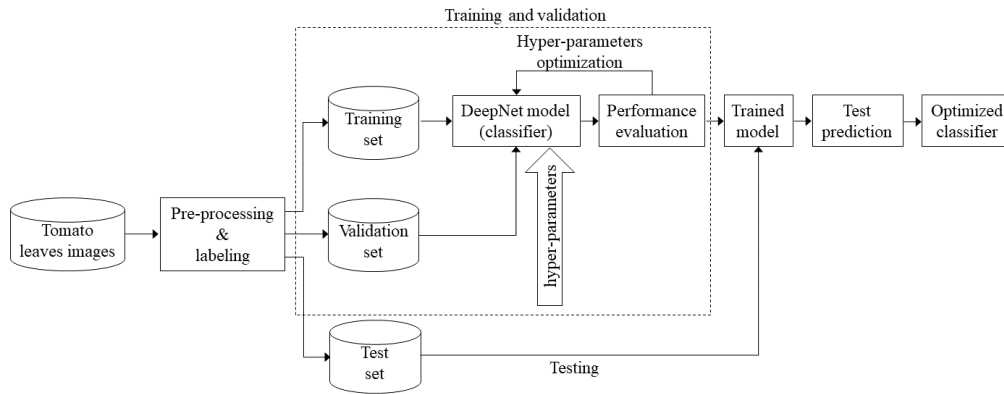 Training and validation
Hyper-parameters
optimization
Training
set
DeepNet model
(classifier)
Performance
evaluation
Trained
model
Test
prediction
Optimized
classifier
Tomato
leaves images
Pre-processing
&
labeling
Validation
set
hyper-parameters
Test
set
Testing